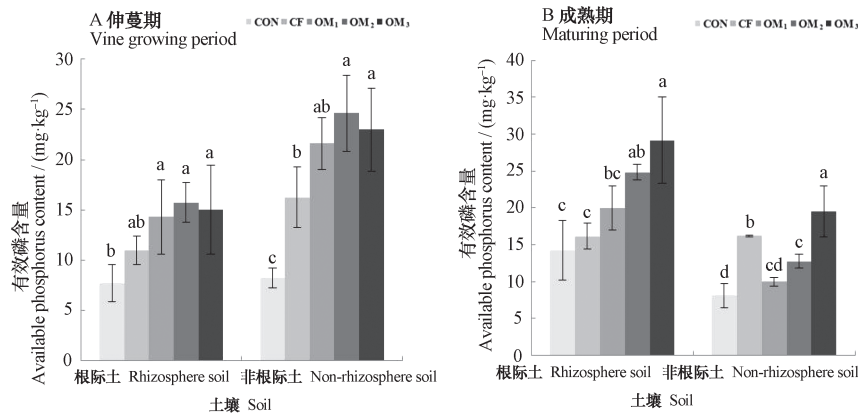 A 伸蔓期
Vine growing period
CON CF OM1 OM2 OM3
有效磷含量
Available phosphorus content / (mg·kg⁻¹)
30
25
20
15
10
5
0
b
ab
a
a
a
c
b
ab
a
a
根际土 Rhizosphere soil 非根际土 Non-rhizosphere soil
土壤 Soil
B 成熟期
Maturing period
CON CF OM1 OM2 OM3
有效磷含量
Available phosphorus content / (mg·kg⁻¹)
40
35
30
25
20
15
10
5
0
c
c
bc
ab
a
d
b
cd
c
a
根际土 Rhizosphere soil 非根际土 Non-rhizosphere soil
土壤 Soil